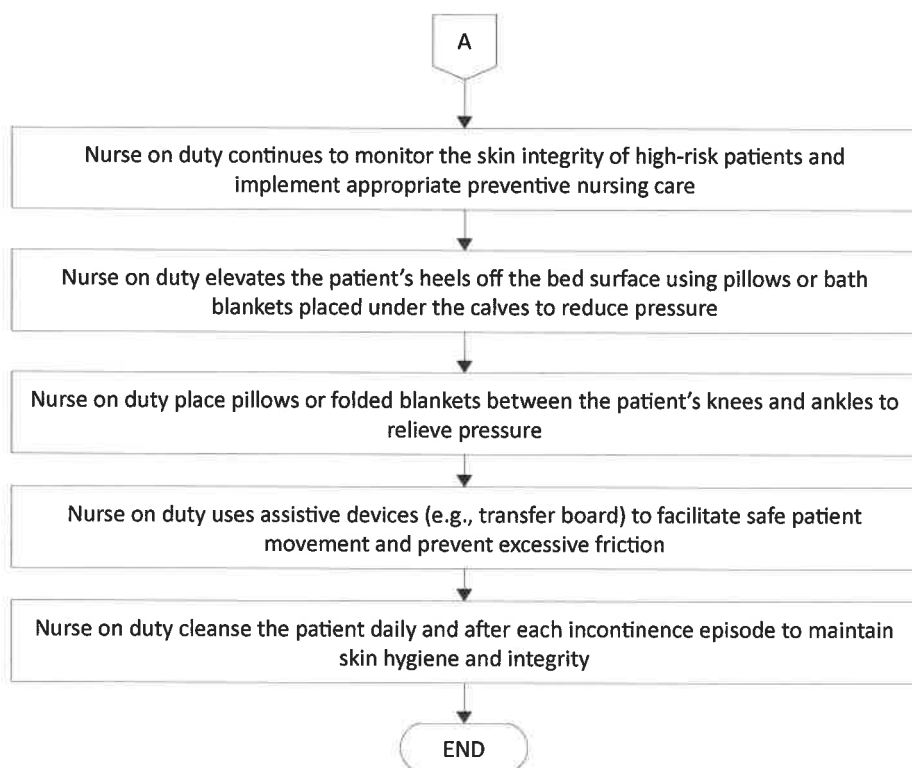 A
Nurse on duty continues to monitor the skin integrity of high-risk patients and
implement appropriate preventive nursing care
Nurse on duty elevates the patient's heels off the bed surface using pillows or bath
blankets placed under the calves to reduce pressure
Nurse on duty place pillows or folded blankets between the patient's knees and ankles to
relieve pressure
Nurse on duty uses assistive devices (e.g., transfer board) to facilitate safe patient
movement and prevent excessive friction
Nurse on duty cleanse the patient daily and after each incontinence episode to maintain
skin hygiene and integrity
END